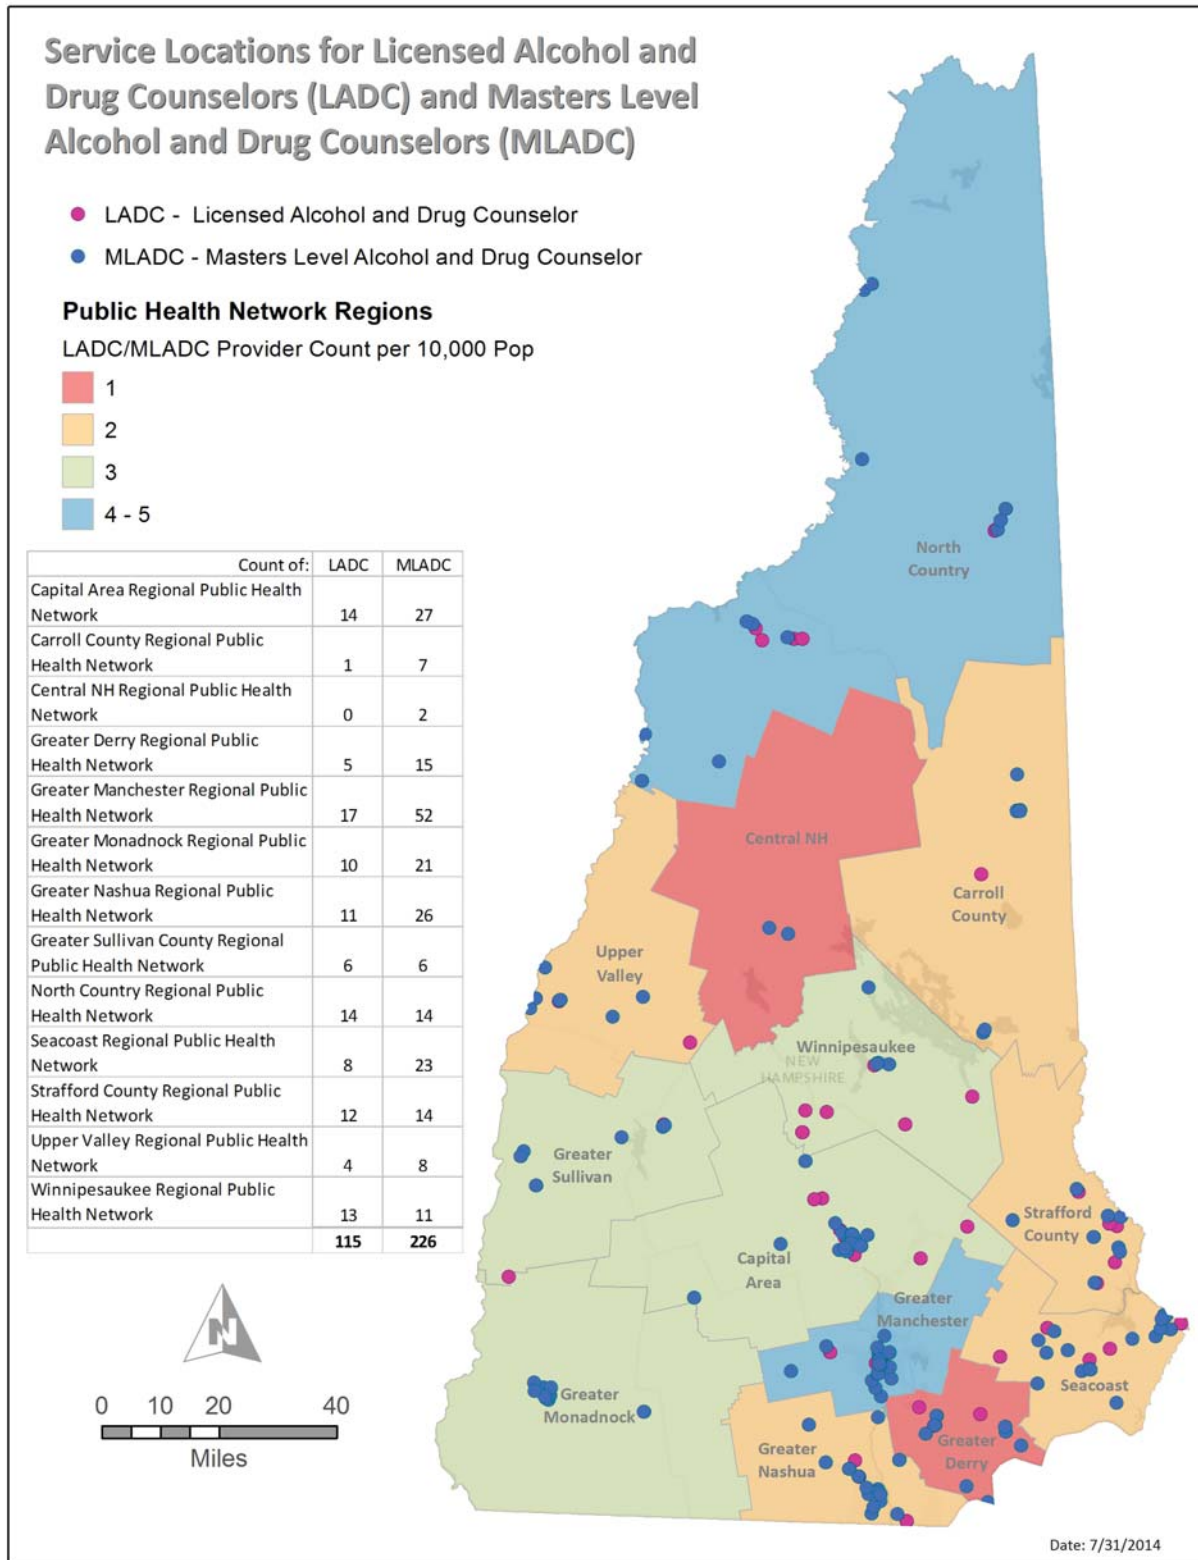 Service Locations for Licensed Alcohol and
Drug Counselors (LADC) and Masters Level
Alcohol and Drug Counselors (MLADC)
LADC - Licensed Alcohol and Drug Counselor
MLADC - Masters Level Alcohol and Drug Counselor
Public Health Network Regions
LADC/MLADC Provider Count per 10,000 Pop
1
2
3
4 - 5
Count of: LADC MLADC
Capital Area Regional Public Health
Network 14 27
Carroll County Regional Public
Health Network 1 7
Central NH Regional Public Health
Network 0 2
Greater Derry Regional Public
Health Network 5 15
Greater Manchester Regional Public
Health Network 17 52
Greater Monadnock Regional Public
Health Network 10 21
Greater Nashua Regional Public
Health Network 11 26
Greater Sullivan County Regional
Public Health Network 6 6
North Country Regional Public
Health Network 14 14
Seacoast Regional Public Health
Network 8 23
Strafford County Regional Public
Health Network 12 14
Upper Valley Regional Public Health
Network 4 8
Winnipesaukee Regional Public
Health Network 13 11
115 226
N
0 10 20 40
Miles
North
Country
Central NH
Carroll
County
Upper
Valley
Winnipesaukee
NEW
HAMPSHIRE
Greater
Sullivan
Strafford
County
Capital
Area
Greater
Manchester
Seacoast
Greater
Monadnock
Greater
Nashua
Greater
Derry
Date: 7/31/2014